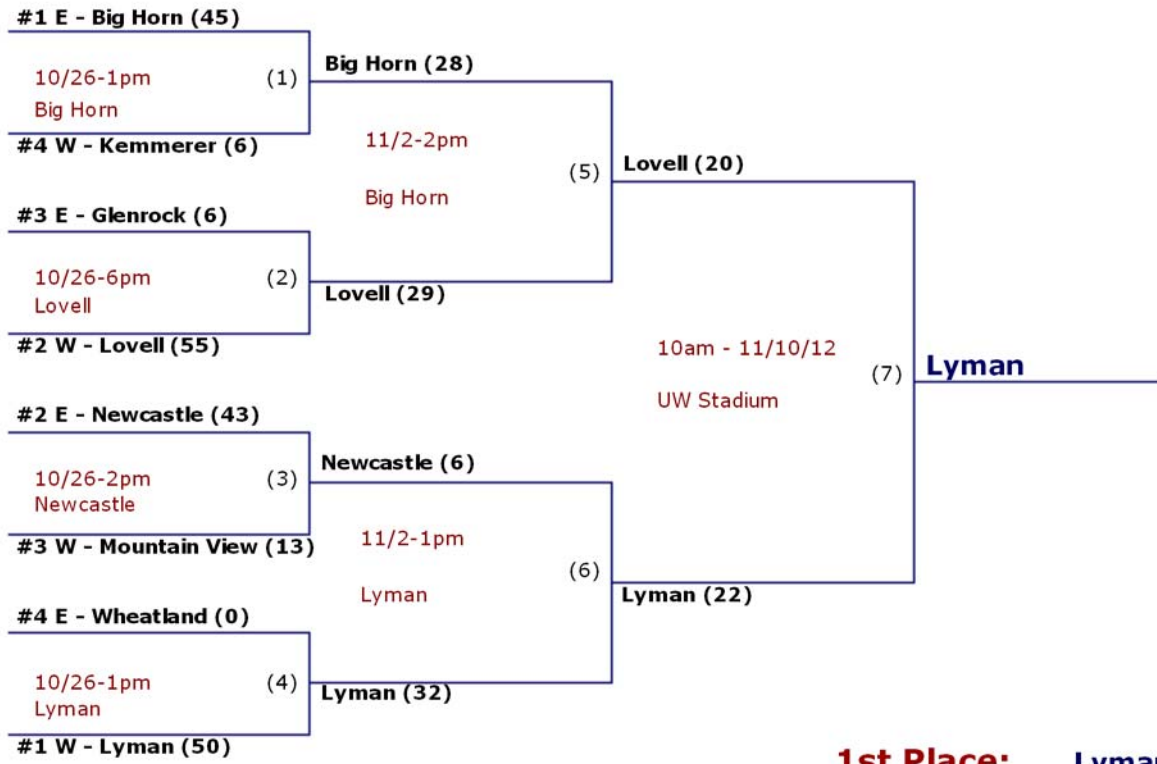 #1 E - Big Horn (45)
10/26-1pm
(1)
Big Horn
#4 W - Kemmerer (6)
Big Horn (28)
11/2-2pm
(5)
Big Horn
#3 E - Glenrock (6)
10/26-6pm
(2)
Lovell
#2 W - Lovell (55)
Lovell (29)
Lovell (20)
10am - 11/10/12
(7)
UW Stadium
Lyman
#2 E - Newcastle (43)
10/26-2pm
(3)
Newcastle
#3 W - Mountain View (13)
Newcastle (6)
11/2-1pm
(6)
Lyman
Lyman (22)
#4 E - Wheatland (0)
10/26-1pm
(4)
Lyman
#1 W - Lyman (50)
Lyman (32)
1st Place: Lyman